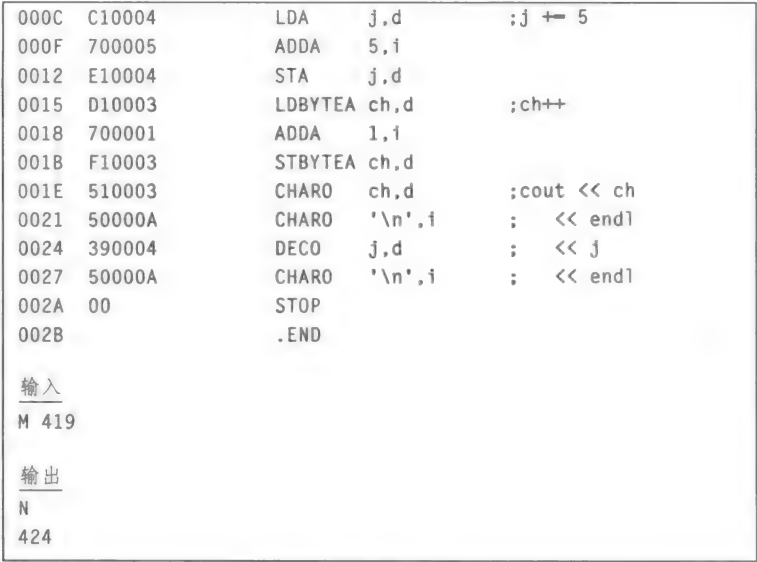 000C C10004 LDA j,d ;j += 5
000F 700005 ADDA 5,i
0012 E10004 STA j,d
0015 D10003 LDBYTEA ch,d ;ch++
0018 700001 ADDA 1,i
001B F10003 STBYTEA ch,d
001E 510003 CHARO ch,d ;cout << ch
0021 50000A CHARO '\n',i ; << endl
0024 390004 DECO j,d ; << j
0027 50000A CHARO '\n',i ; << endl
002A 00 STOP
002B .END
输入
M 419
输出
N
424